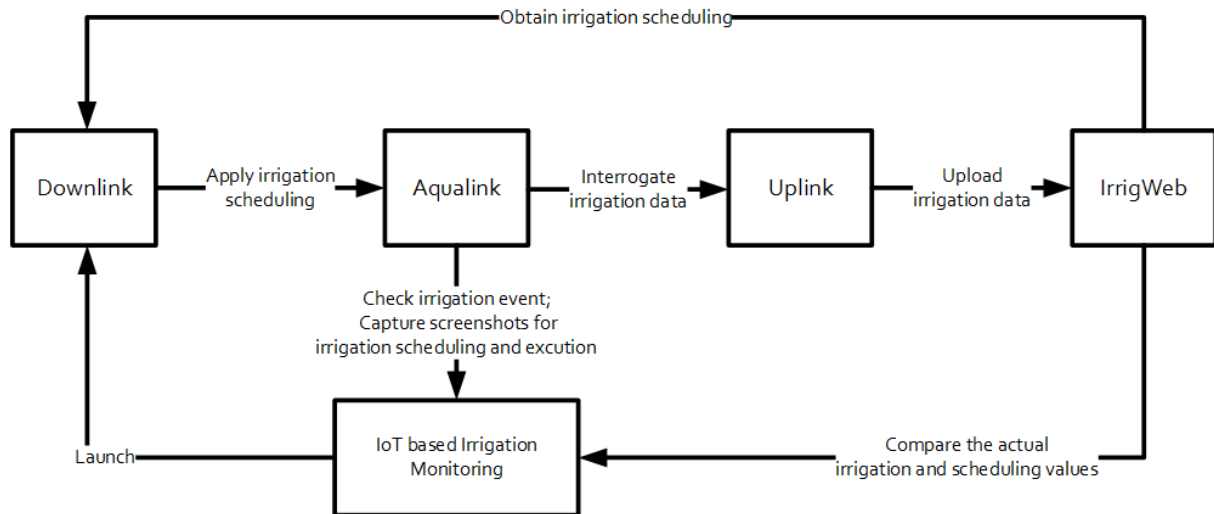 Obtain irrigation scheduling
Downlink
Apply irrigation
scheduling
Aqualink
Interrogate
irrigation data
Uplink
Upload
irrigation data
IrrigWeb
Check irrigation event;
Capture screenshots for
irrigation scheduling and excution
Launch
IoT based Irrigation
Monitoring
Compare the actual
irrigation and scheduling values